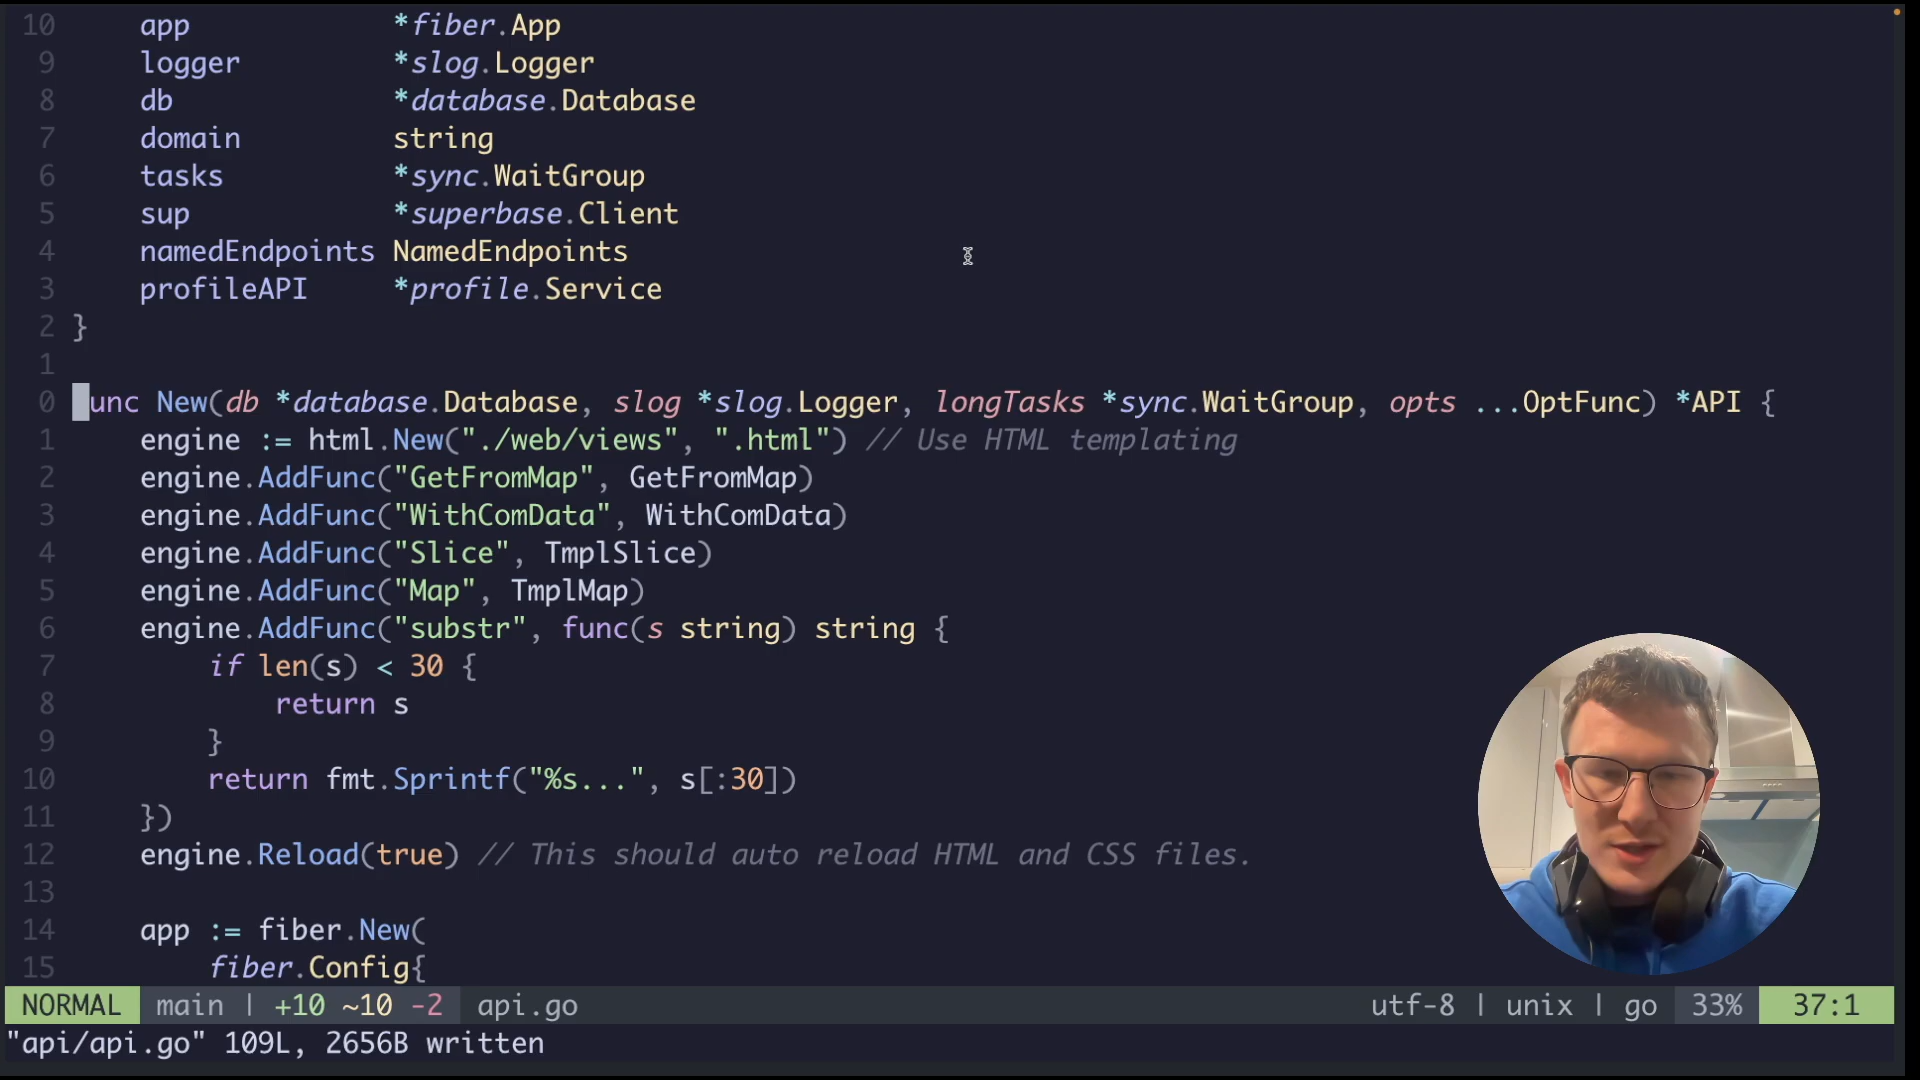 10 app *fiber.App
9 logger *slog.Logger
8 db *database.Database
7 domain string
6 tasks *sync.WaitGroup
5 sup *superbase.Client
4 namedEndpoints NamedEndpoints
3 profileAPI *profile.Service
2 }
1
0 unc New(db *database.Database, slog *slog.Logger, longTasks *sync.WaitGroup, opts ...OptFunc) *API {
1 engine := html.New("./web/views", ".html") // Use HTML templating
2 engine.AddFunc("GetFromMap", GetFromMap)
3 engine.AddFunc("WithComData", WithComData)
4 engine.AddFunc("Slice", TmplSlice)
5 engine.AddFunc("Map", TmplMap)
6 engine.AddFunc("substr", func(s string) string {
7 if len(s) < 30 {
8 return s
9 }
10 return fmt.Sprintf("%s...", s[:30])
11 })
12 engine.Reload(true) // This should auto reload HTML and CSS files.
13
14 app := fiber.New(
15 fiber.Config{
NORMAL main | +10 ~10 -2 api.go utf-8 | unix | go 33% 37:1
"api/api.go" 109L, 2656B written